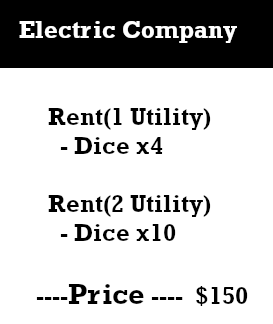 Electric Company
Rent(1 Utility)
- Dice x4
Rent(2 Utility)
- Dice x10
----Price ---- $150